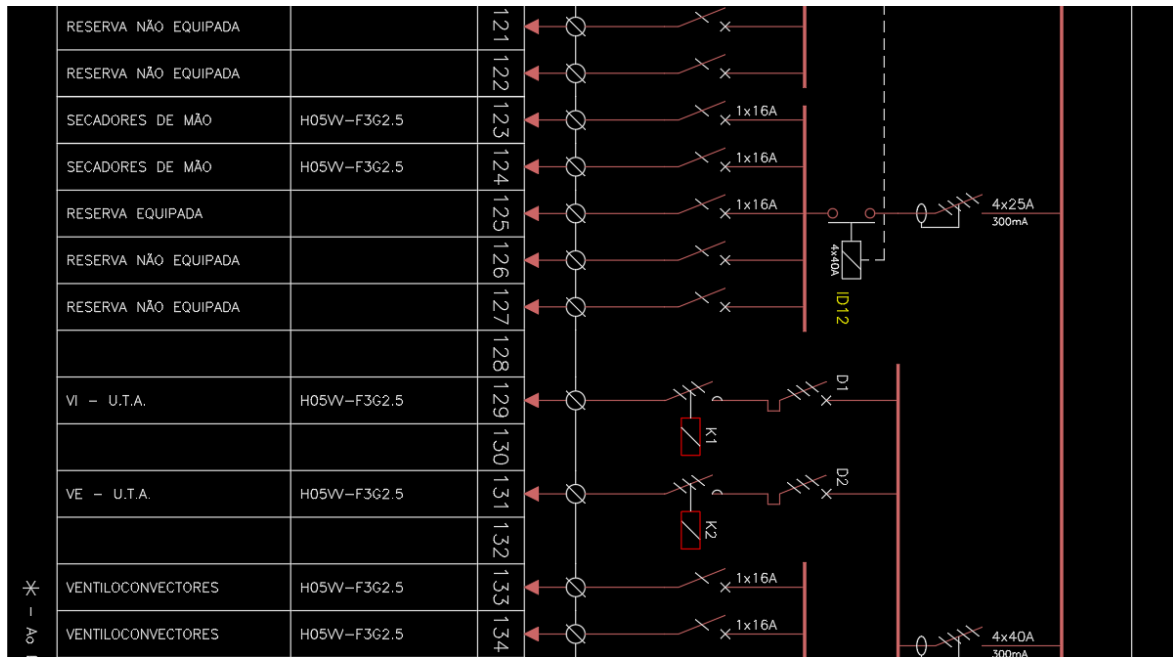 RESERVA NÃO EQUIPADA 121
RESERVA NÃO EQUIPADA 122
SECADORES DE MÃO H05VV-F3G2.5 123 1x16A
SECADORES DE MÃO H05VV-F3G2.5 124 1x16A
RESERVA EQUIPADA 125 1x16A 4x25A
300mA
RESERVA NÃO EQUIPADA 126 4x40A
RESERVA NÃO EQUIPADA 127 ID12
128
VI - U.T.A. H05VV-F3G2.5 129 D1
K1
130
VE - U.T.A. H05VV-F3G2.5 131 D2
K2
132
VENTILOCONVECTORES H05VV-F3G2.5 133 1x16A
VENTILOCONVECTORES H05VV-F3G2.5 134 1x16A 4x40A
300mA
* - Ao